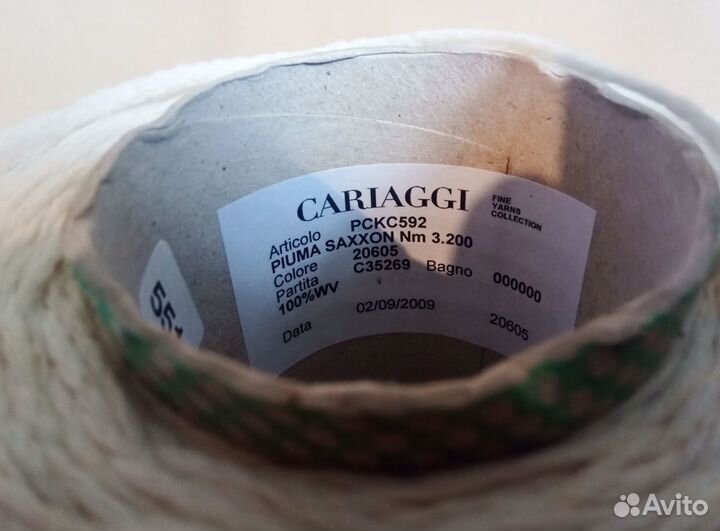 CARIAGGI
FINE
YARNS
COLLECTION
Articolo PCKC592
PIUMA SAXXON Nm 3.200
Colore 20605
Partita C35269 Bagno 000000
100%WV
Data 02/09/2009 20605
Avito